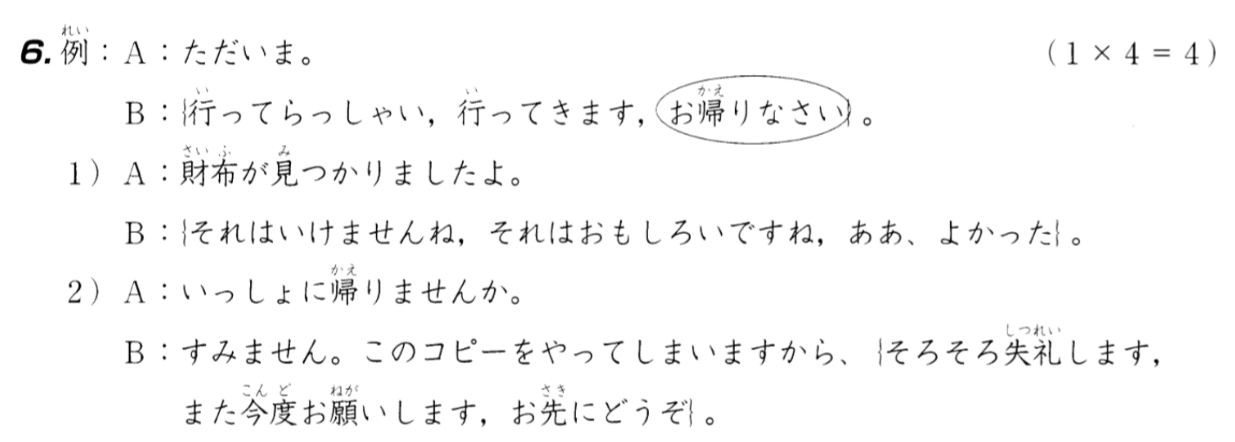 6. 例：A：ただいま。 (1 × 4 = 4)
B：{行ってらっしゃい，行ってきます，お帰りなさい}。
1) A：財布が見つかりましたよ。
B：{それはいけませんね，それはおもしろいですね，ああ、よかった}。
2) A：いっしょに帰りませんか。
B：すみません。このコピーをやってしまいますから、{そろそろ失礼します，
また今度お願いします，お先にどうぞ}。